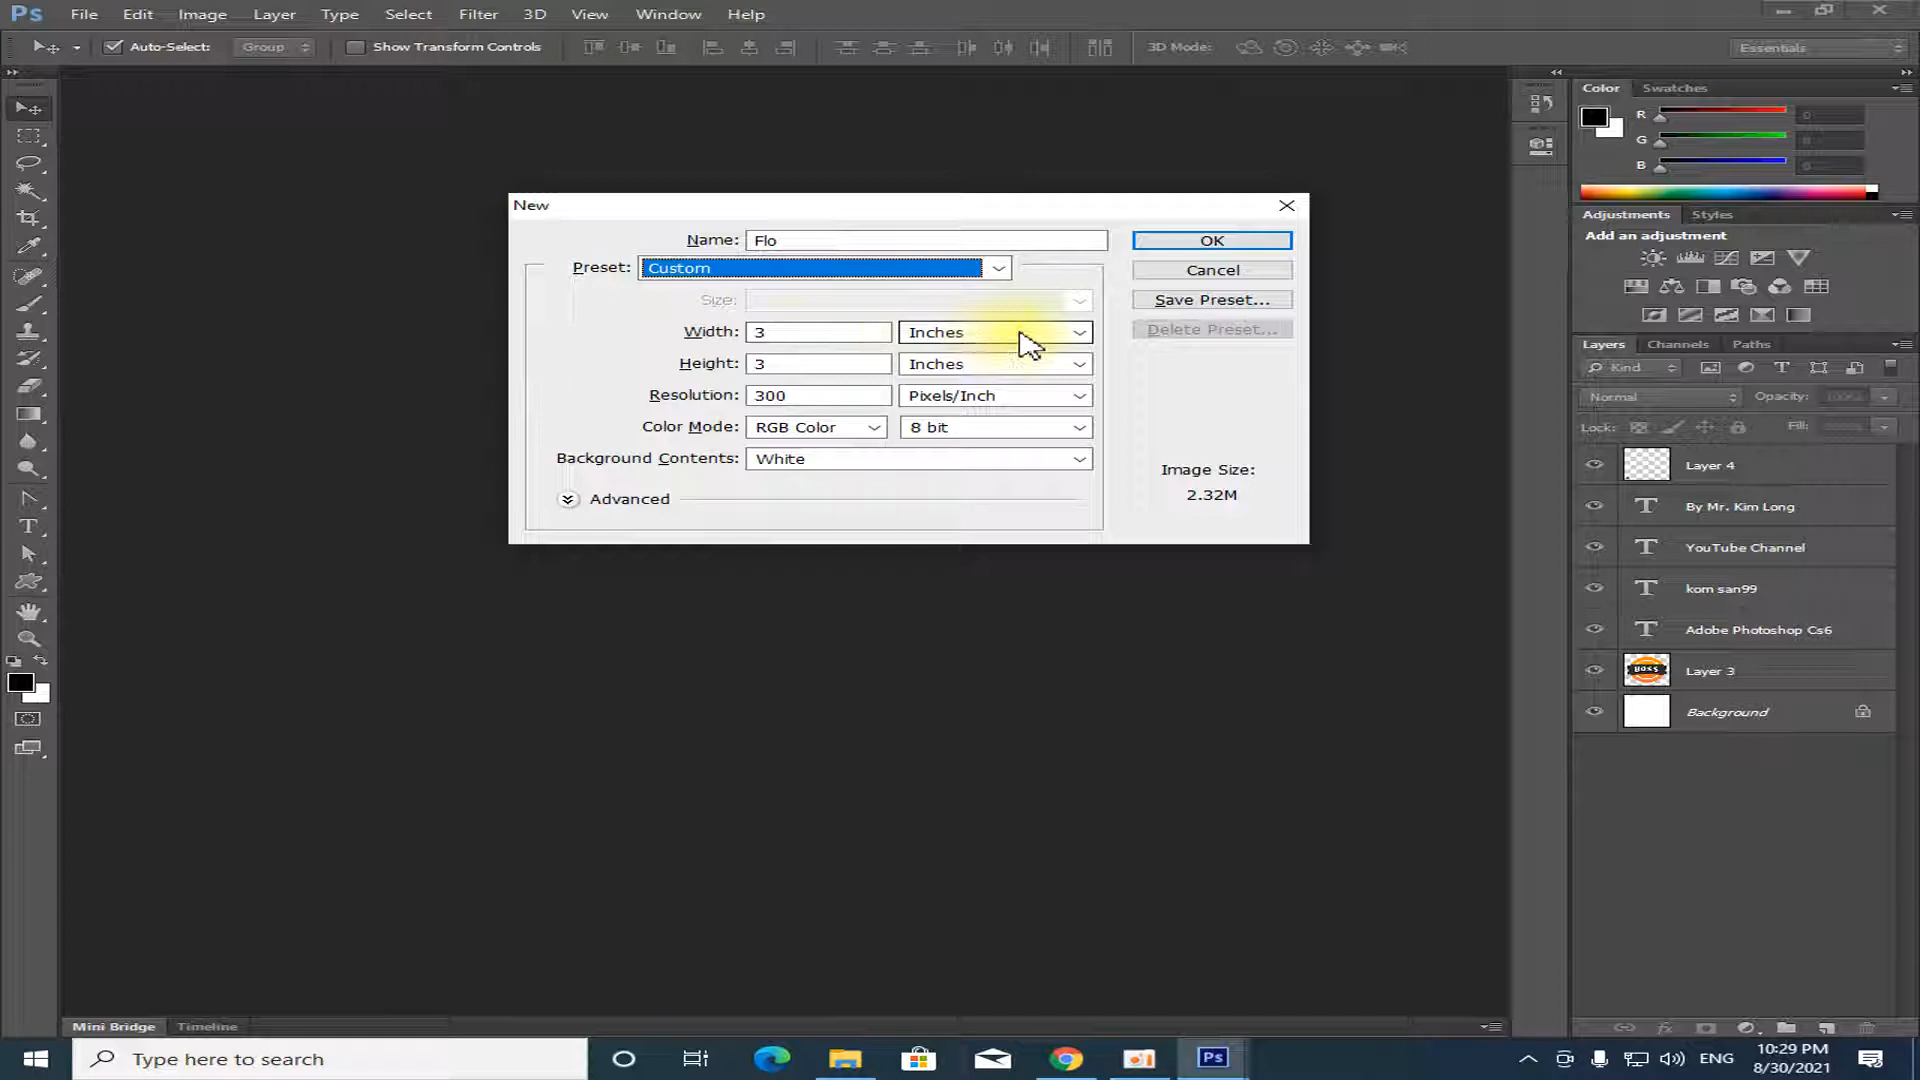 Ps File Edit Image Layer Type Select Filter 3D View Window Help
Auto-Select: Group Show Transform Controls 3D Mode: Essentials
Color Swatches
R 0
G 0
B 0
Adjustments Styles
Add an adjustment
New
Name: Flo OK
Preset: Custom Cancel
Size: Save Preset...
Width: 3 Inches Delete Preset...
Height: 3 Inches
Resolution: 300 Pixels/Inch
Color Mode: RGB Color 8 bit
Background Contents: White
Image Size:
2.32M
Advanced
Layers Channels Paths
Kind
Normal Opacity: 100%
Lock: Fill:
Layer 4
By Mr. Kim Long
YouTube Channel
kom san99
Adobe Photoshop Cs6
Layer 3
Background
Mini Bridge Timeline
Type here to search
Ps
ENG
10:29 PM
8/30/2021